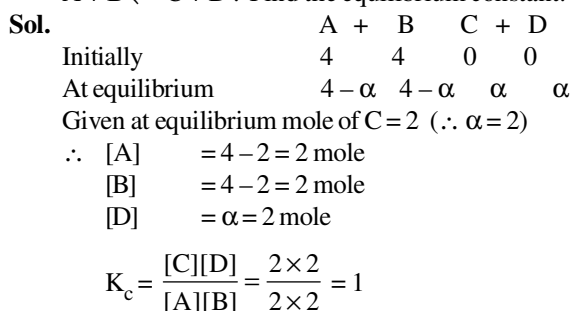 A + B C + D. Find the equilibrium constant.
Sol. A + B C + D
Initially 4 4 0 0
At equilibrium 4 – α 4 – α α α
Given at equilibrium mole of C = 2 (∴ α = 2)
∴ [A] = 4 – 2 = 2 mole
[B] = 4 – 2 = 2 mole
[D] = α = 2 mole
K_c = [C][D] / [A][B] = 2 × 2 / 2 × 2 = 1